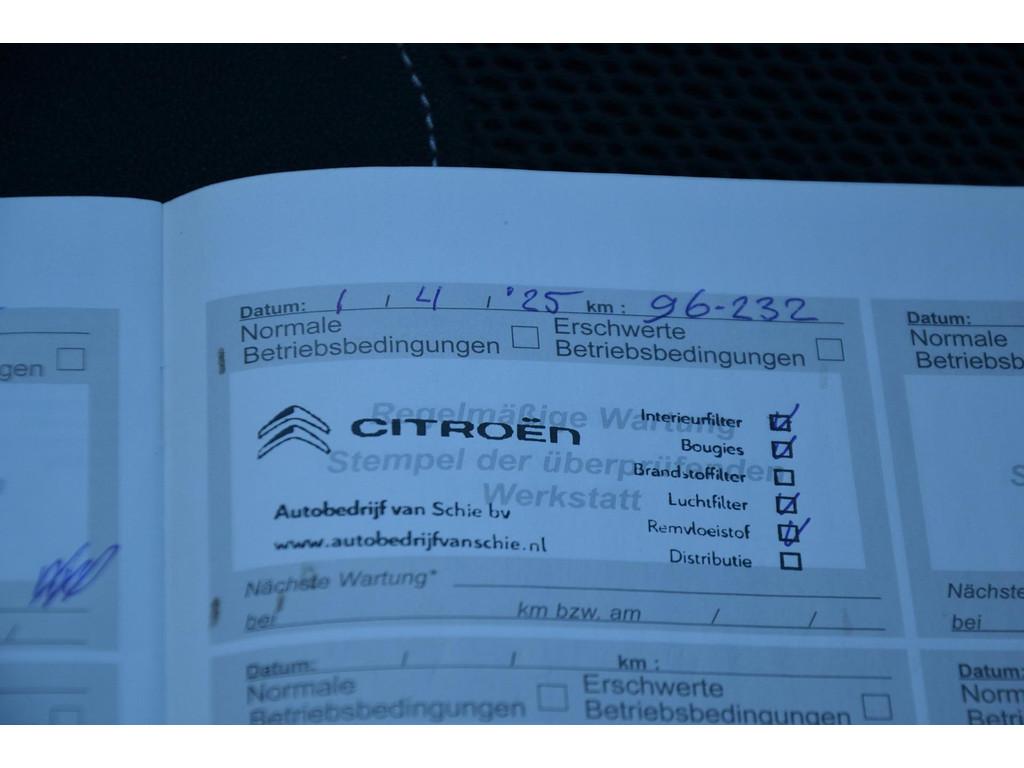 Datum: 1 / 4 / '25 km : 96-232
Normale Betriebsbedingungen
Erschwerte Betriebsbedingungen
Regelmäßige Wartung
Stempel der überprüfenden
Werkstatt
CITROËN
Autobedrijf van Schie bv
www.autobedrijfvanschie.nl
Interieurfilter
Bougies
Brandstoffilter
Luchtfilter
Remvloeistof
Distributie
Nächste Wartung*
bei km bzw. am / /
Datum: / / km :
Normale Betriebsbedingungen
Erschwerte Betriebsbedingungen
gen
Datum:
Normale
Betriebsb
S
Nächste
bei
Datum:
Norm
Betri